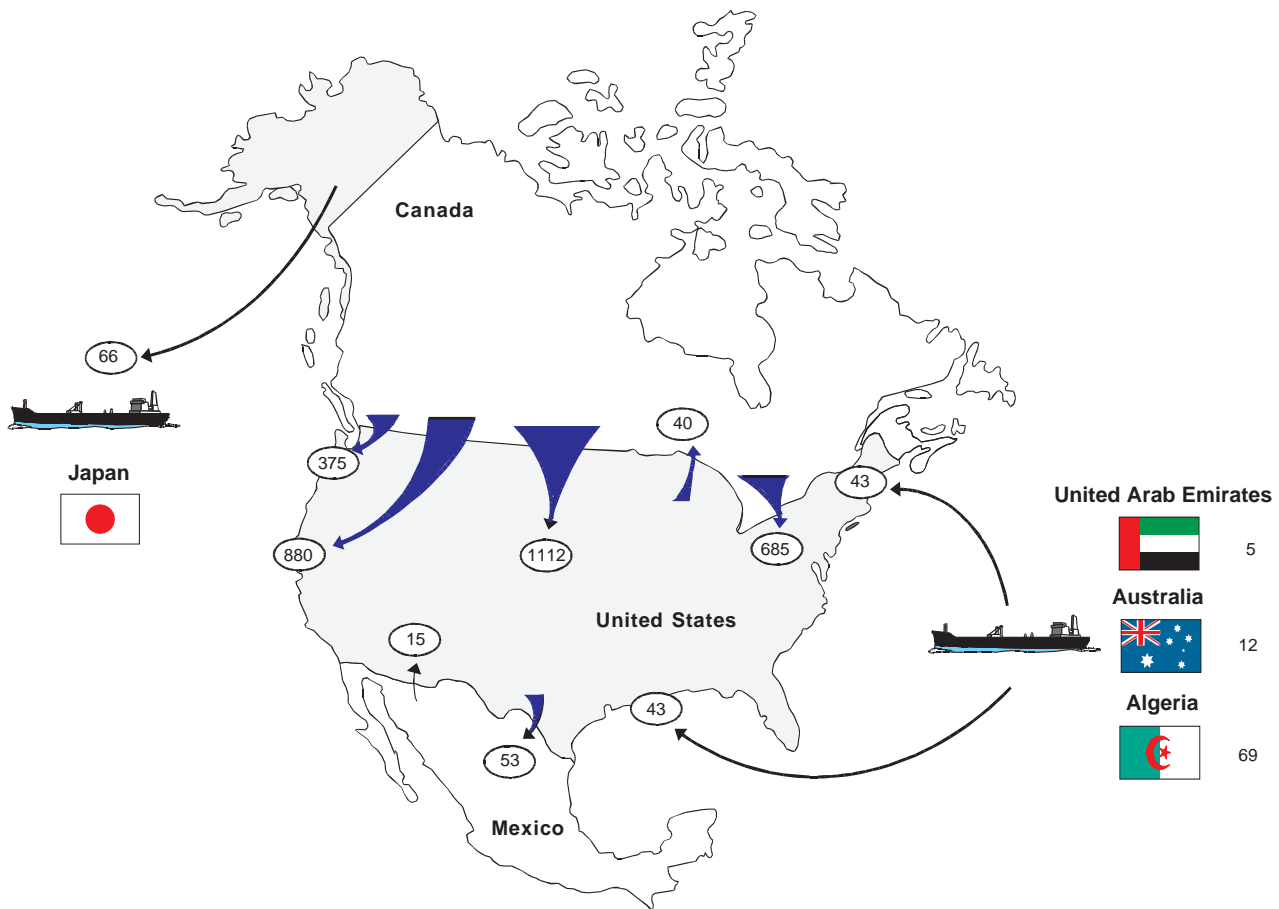 Canada
66
Japan
375
40
43
880
1112
685
United Arab Emirates
5
Australia
12
Algeria
69
United States
15
43
53
Mexico